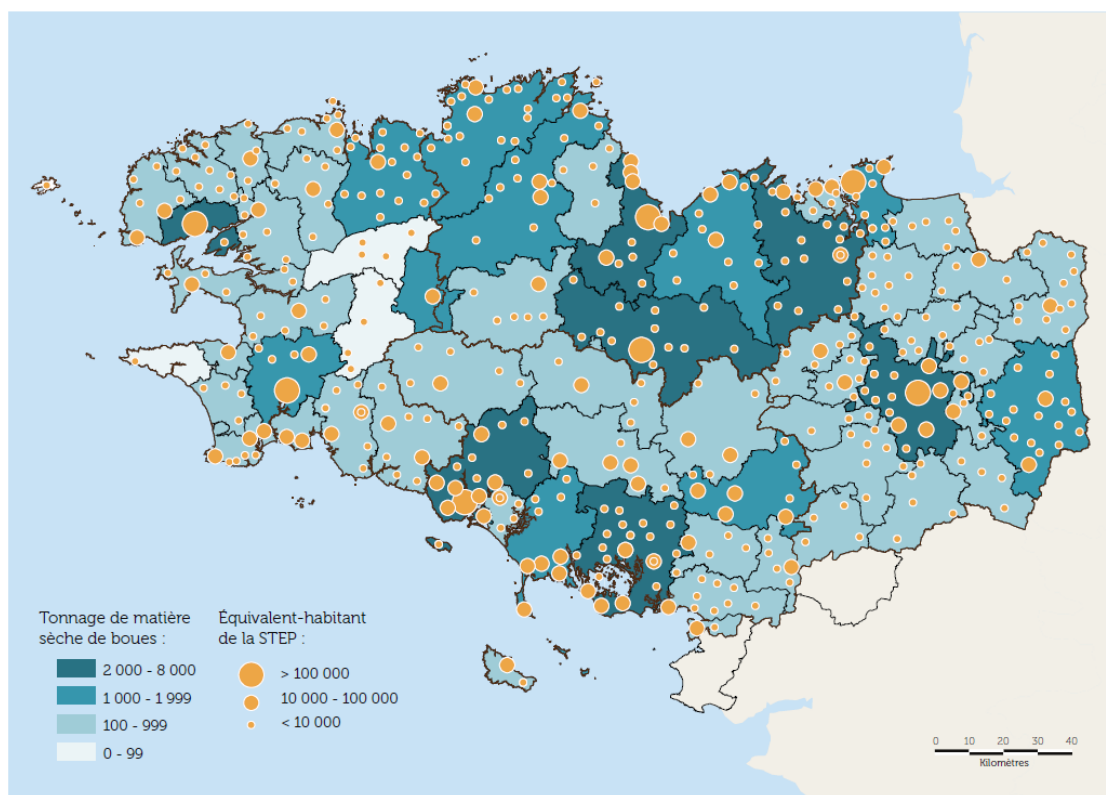 Tonnage de matière
sèche de boues :
2 000 - 8 000
1 000 - 1 999
100 - 999
0 - 99
Équivalent-habitant
de la STEP :
> 100 000
10 000 - 100 000
< 10 000
0 10 20 30 40
Kilomètres